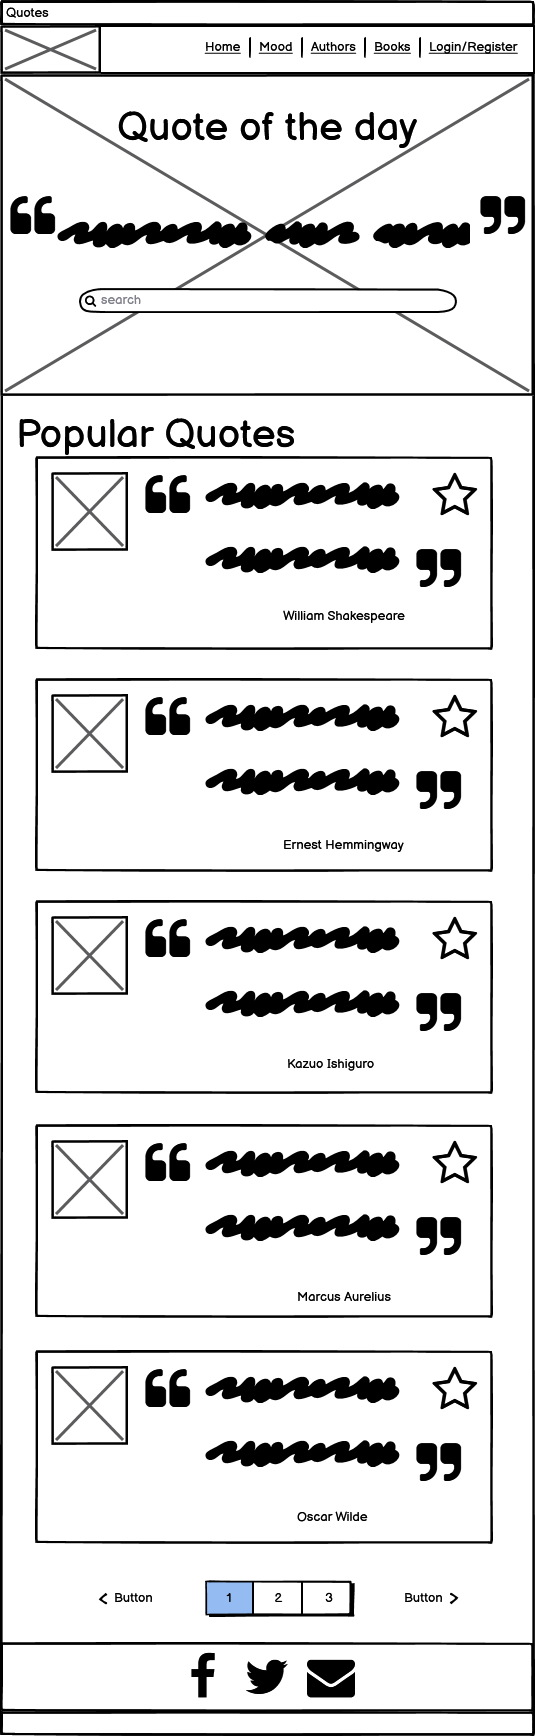 Quotes
Home | Mood | Authors | Books | Login/Register
Quote of the day
search
Popular Quotes
William Shakespeare
Ernest Hemmingway
Kazuo Ishiguro
Marcus Aurelius
Oscar Wilde
Button 1 2 3 Button